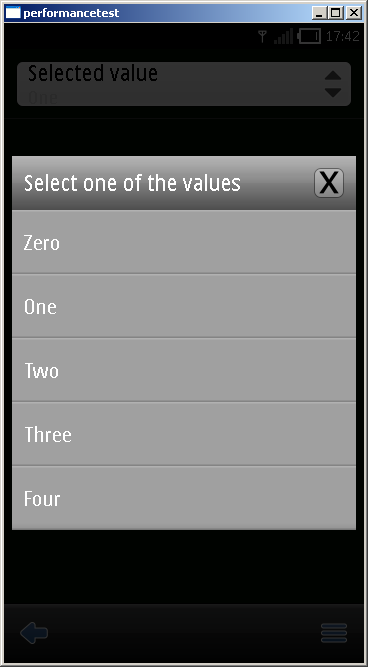 performancetest
17:42
Selected value
One
Select one of the values
X
Zero
One
Two
Three
Four